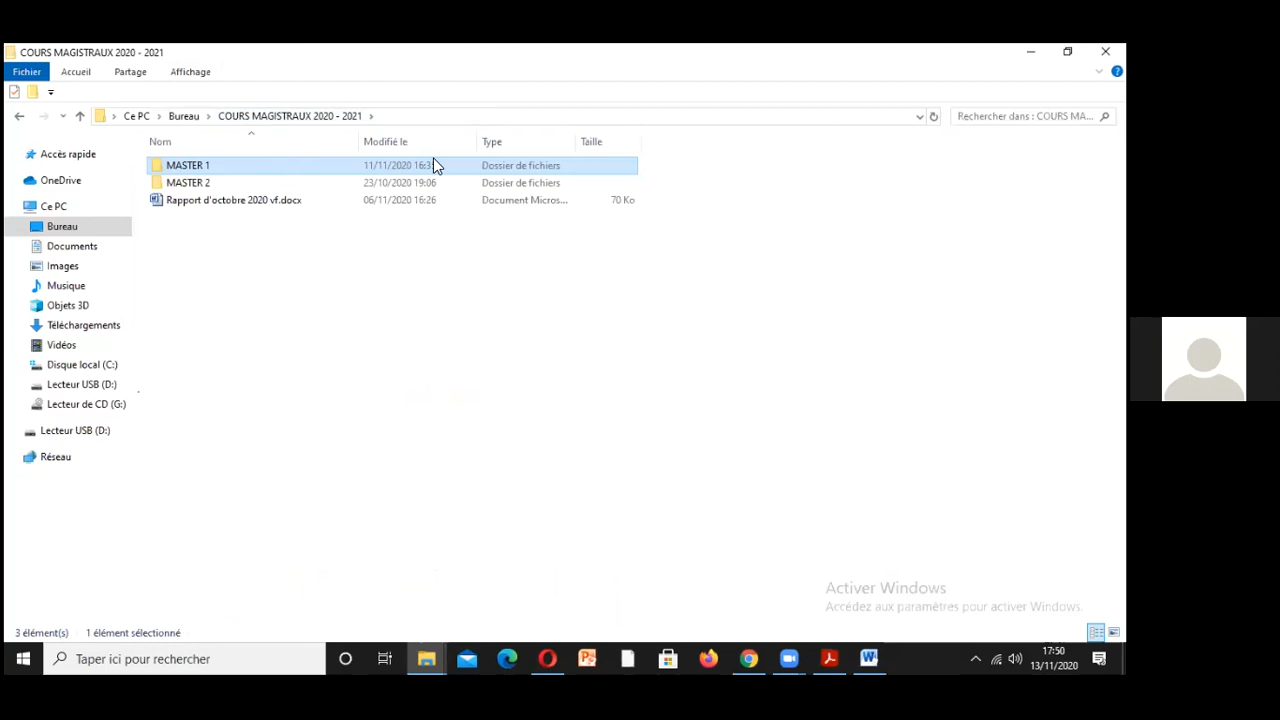 COURS MAGISTRAUX 2020 - 2021
Fichier Accueil Partage Affichage
Ce PC > Bureau > COURS MAGISTRAUX 2020 - 2021 >
Rechercher dans : COURS MA...
Nom Modifié le Type Taille
MASTER 1 11/11/2020 Dossier de fichiers
MASTER 2 23/10/2020 19:06 Dossier de fichiers
Rapport d'octobre 2020 vf.docx 06/11/2020 16:26 Document Micros... 70 Ko
Accès rapide
OneDrive
Ce PC
Bureau
Documents
Images
Musique
Objets 3D
Téléchargements
Vidéos
Disque local (C:)
Lecteur USB (D:)
Lecteur de CD (G:)
Lecteur USB (D:)
Réseau
Activer Windows
Accédez aux paramètres pour activer Windows.
3 élément(s) 1 élément sélectionné
Taper ici pour rechercher
17:50
13/11/2020